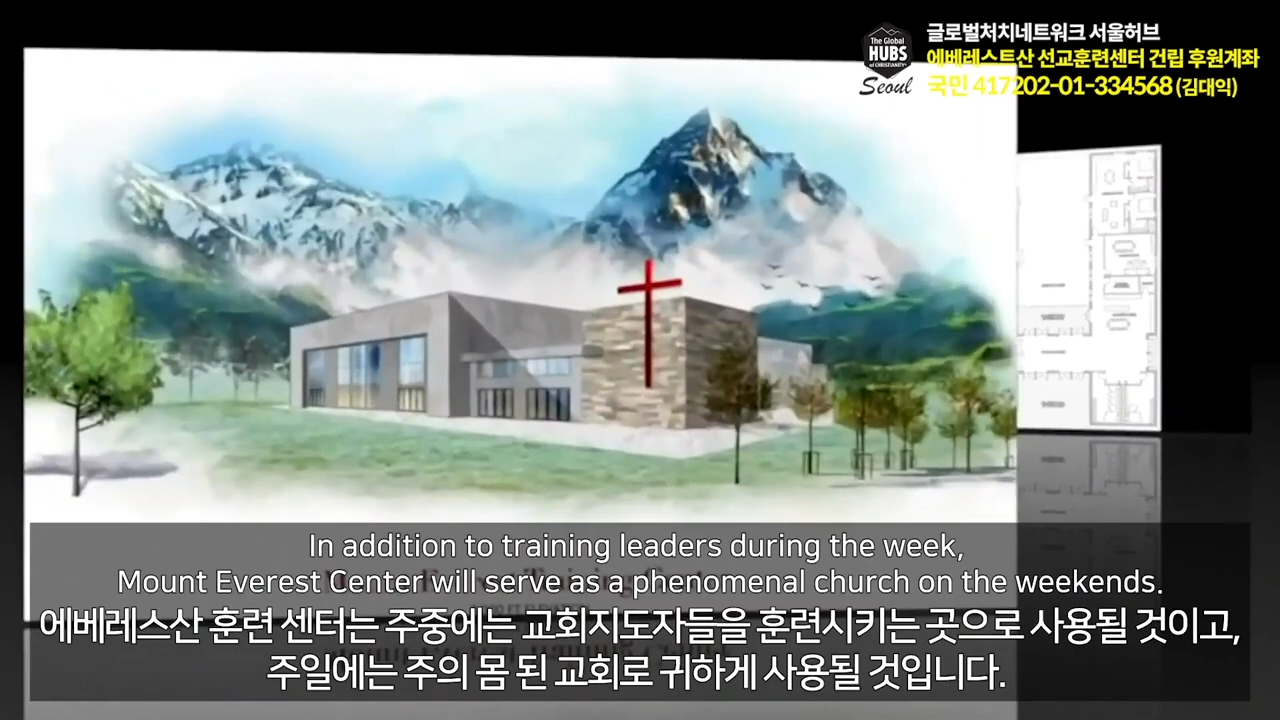 The Global
HUBS
of CHRISTIANITY
Seoul
글로벌처치네트워크 서울허브
에베레스트산 선교훈련센터 건립 후원계좌
국민 417202-01-334568 (김대익)
In addition to training leaders during the week,
Mount Everest Center will serve as a phenomenal church on the weekends.
에베레스산 훈련 센터는 주중에는 교회지도자들을 훈련시키는 곳으로 사용될 것이고,
주일에는 주의 몸 된 교회로 귀하게 사용될 것입니다.